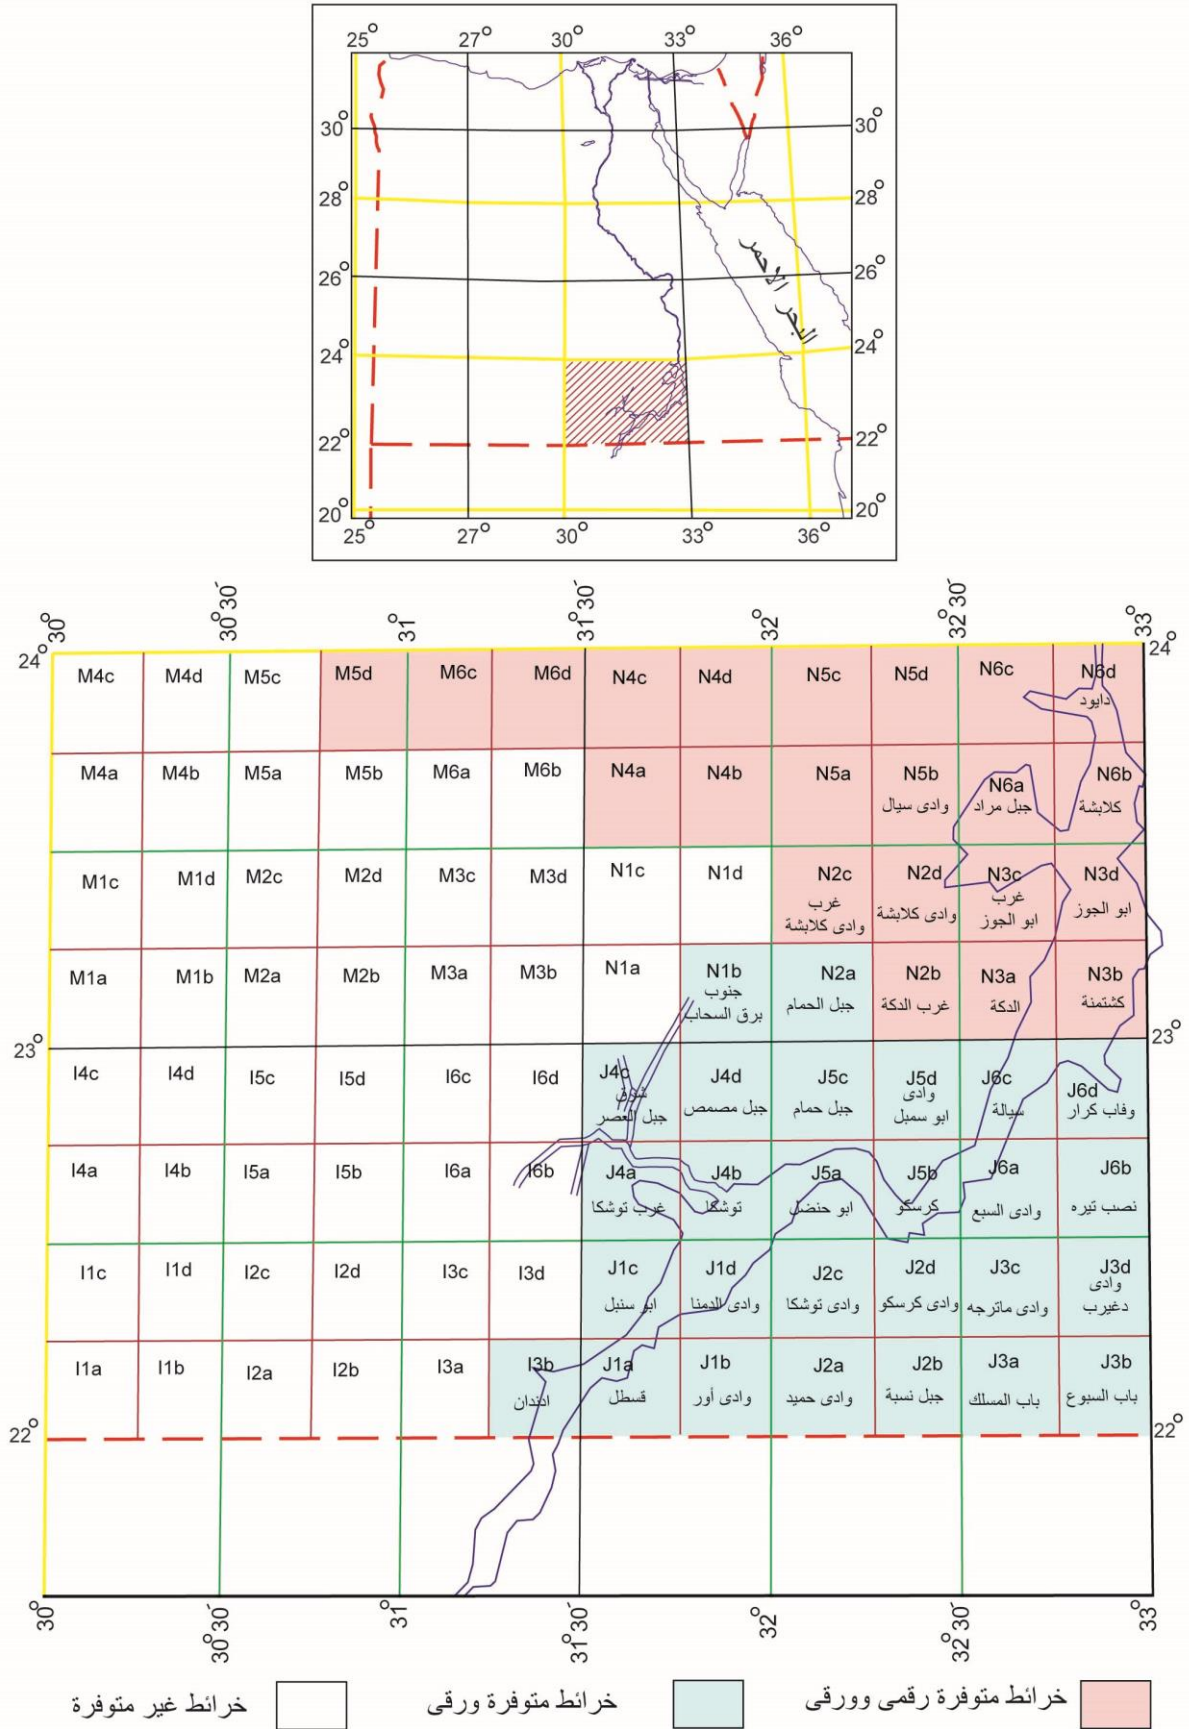 25° 27° 30° 33° 36°
30° 30°
28° 28°
26° 26°
24° 24°
22° 22°
20° 20°
25° 27° 30° 33° 36°
البحر الاحمر
30° 30°30´ 31° 31°30´ 32° 32°30´ 33°
24° 24°
M4c M4d M5c M5d M6c M6d N4c N4d N5c N5d N6c N6d
دايود
M4a M4b M5a M5b M6a M6b N4a N4b N5a N5b N6a N6b
وادى سيال جبل مراد كلابشة
M1c M1d M2c M2d M3c M3d N1c N1d N2c N2d N3c N3d
غرب وادى كلابشة وادى كلابشة غرب ابو الجوز ابو الجوز
M1a M1b M2a M2b M3a M3b N1a N1b N2a N2b N3a N3b
جنوب برق السحاب جبل الحمام غرب الدكة الدكة كشتمنة
23° 23°
I4c I4d I5c I5d I6c I6d J4c J4d J5c J5d J6c J6d
شرق جبل العصر جبل مصمص جبل حمام وادى ابو سمبل سيالة وفاب كرار
I4a I4b I5a I5b I6a I6b J4a J4b J5a J5b J6a J6b
غرب توشكا توشكا ابو حنضل كرسكو وادى السبع نصب تيره
I1c I1d I2c I2d I3c I3d J1c J1d J2c J2d J3c J3d
ابو سنبل وادى الدمنا وادى توشكا وادى كرسكو وادى ماترجه وادى دغيرب
I1a I1b I2a I2b I3a I3b J1a J1b J2a J2b J3a J3b
ادندان قسطل وادى أور وادى حميد جبل نسبة باب المسلك باب السبوع
22° 22°
30° 30°30´ 31° 31°30´ 32° 32°30´ 33°
خرائط متوفرة رقمى وورقى
خرائط متوفرة ورقى
خرائط غير متوفرة